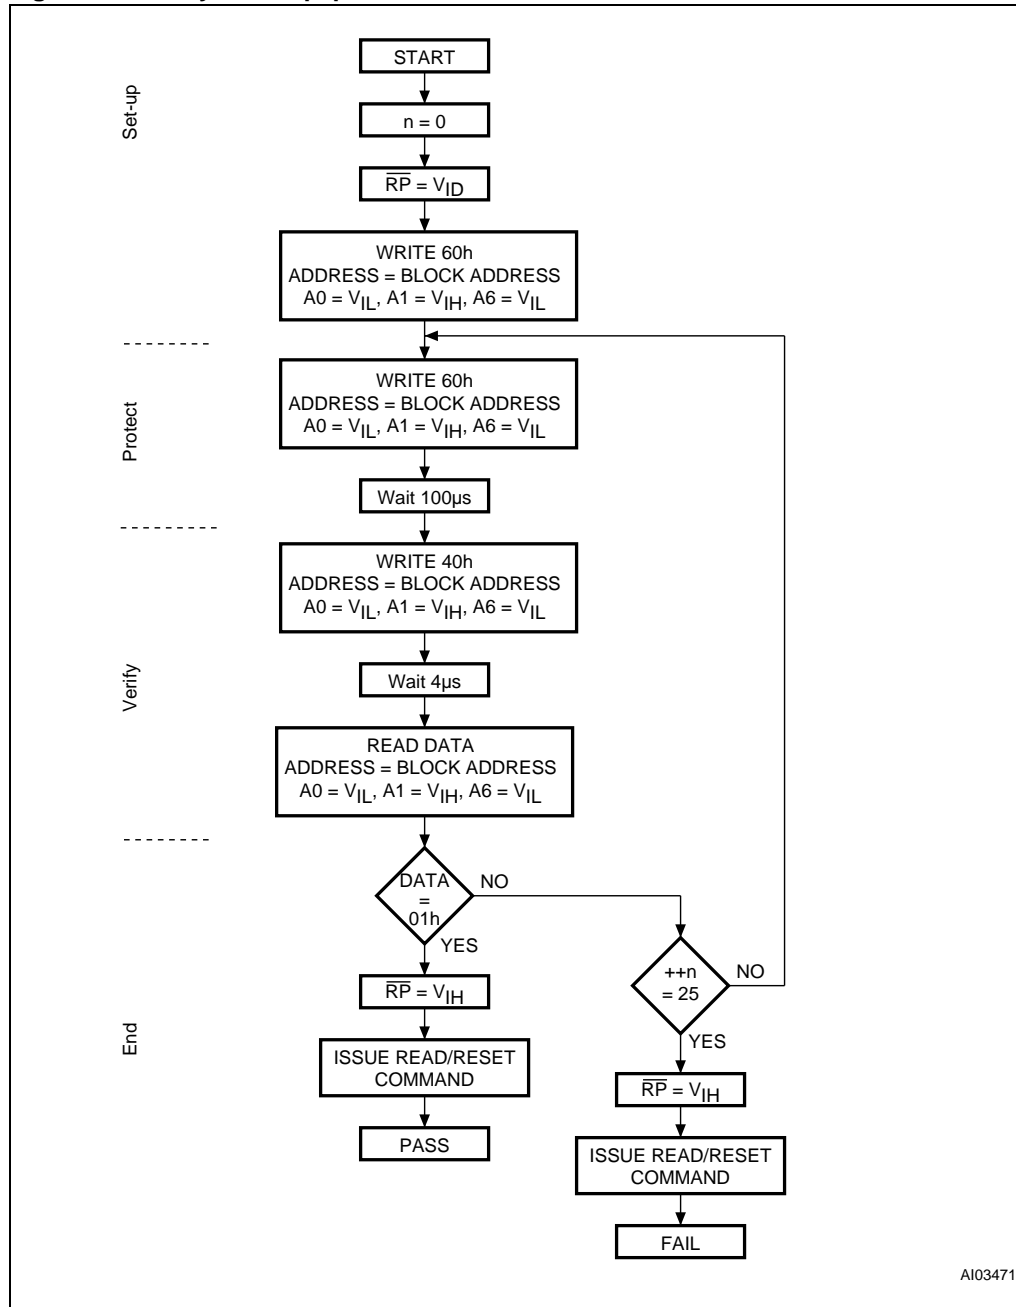 START
Set-up
n = 0
RP = VID
WRITE 60h
ADDRESS = BLOCK ADDRESS
A0 = VIL, A1 = VIH, A6 = VIL
Protect
WRITE 60h
ADDRESS = BLOCK ADDRESS
A0 = VIL, A1 = VIH, A6 = VIL
Wait 100µs
Verify
WRITE 40h
ADDRESS = BLOCK ADDRESS
A0 = VIL, A1 = VIH, A6 = VIL
Wait 4µs
READ DATA
ADDRESS = BLOCK ADDRESS
A0 = VIL, A1 = VIH, A6 = VIL
End
DATA
=
01h
NO
YES
++n
= 25
NO
YES
RP = VIH
ISSUE READ/RESET
COMMAND
PASS
RP = VIH
ISSUE READ/RESET
COMMAND
FAIL
AI03471